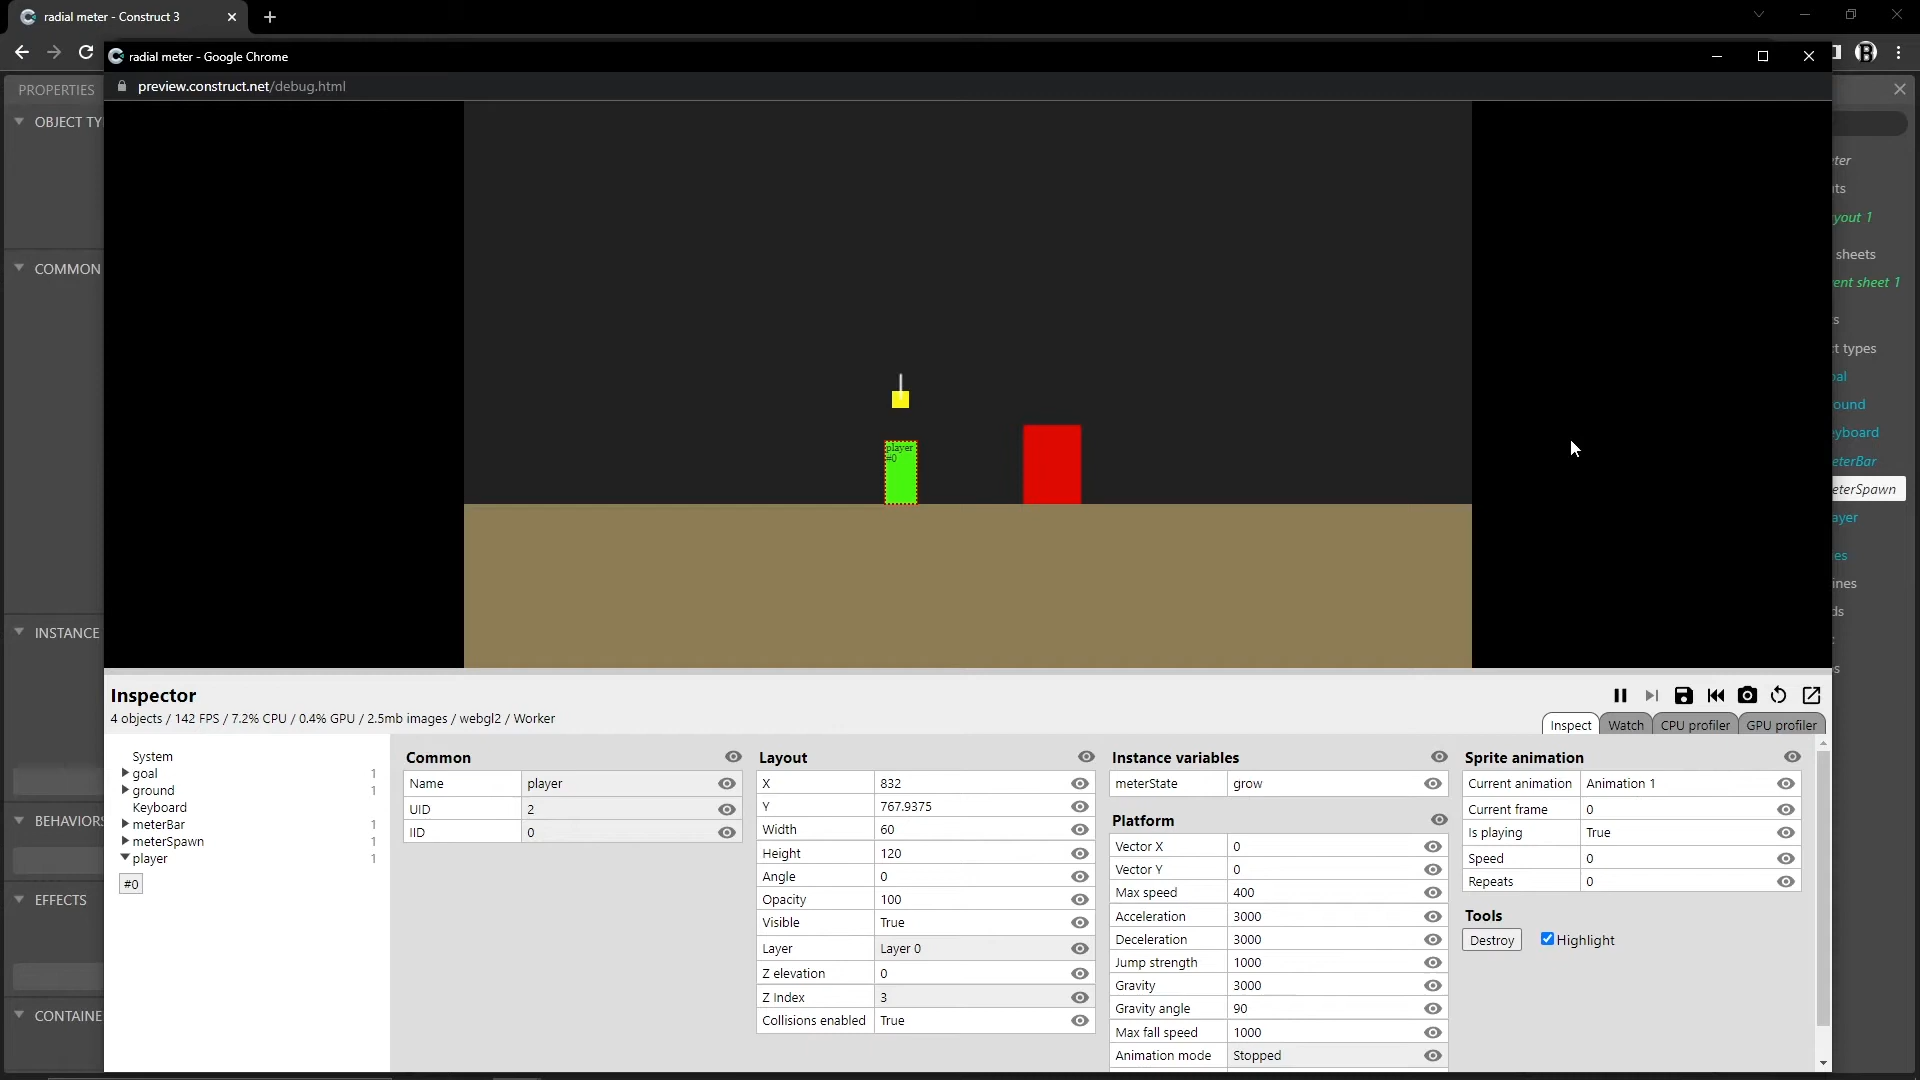 radial meter - Construct 3
radial meter - Google Chrome
preview.construct.net/debug.html
PROPERTIES
OBJECT TY
COMMON
INSTANCE
BEHAVIORS
EFFECTS
CONTAINE
player
#0
ter
ts
yout 1
sheets
ent sheet 1
s
t types
al
ound
yboard
eterBar
eterSpawn
ayer
es
ines
ds
s
Inspector
4 objects / 142 FPS / 7.2% CPU / 0.4% GPU / 2.5mb images / webgl2 / Worker
Inspect Watch CPU profiler GPU profiler
System
goal 1
ground 1
Keyboard
meterBar 1
meterSpawn 1
player 1
#0
Common
Name player
UID 2
IID 0
Layout
X 832
Y 767.9375
Width 60
Height 120
Angle 0
Opacity 100
Visible True
Layer Layer 0
Z elevation 0
Z Index 3
Collisions enabled True
Instance variables
meterState grow
Platform
Vector X 0
Vector Y 0
Max speed 400
Acceleration 3000
Deceleration 3000
Jump strength 1000
Gravity 3000
Gravity angle 90
Max fall speed 1000
Animation mode Stopped
Sprite animation
Current animation Animation 1
Current frame 0
Is playing True
Speed 0
Repeats 0
Tools
Destroy Highlight